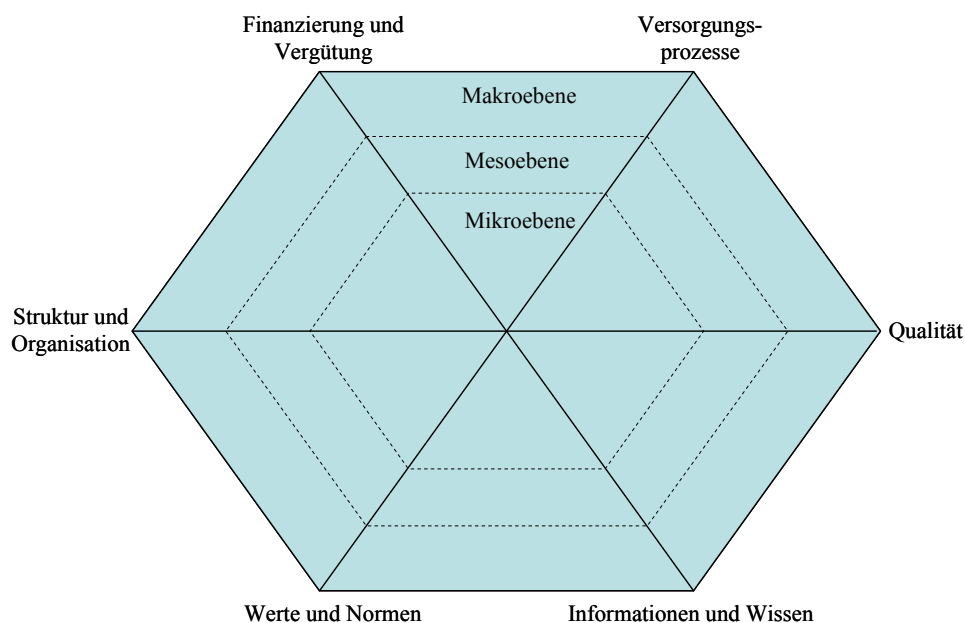 Finanzierung und
Vergütung
Versorgungs-
prozesse
Makroebene
Mesoebene
Mikroebene
Struktur und
Organisation
Qualität
Werte und Normen
Informationen und Wissen